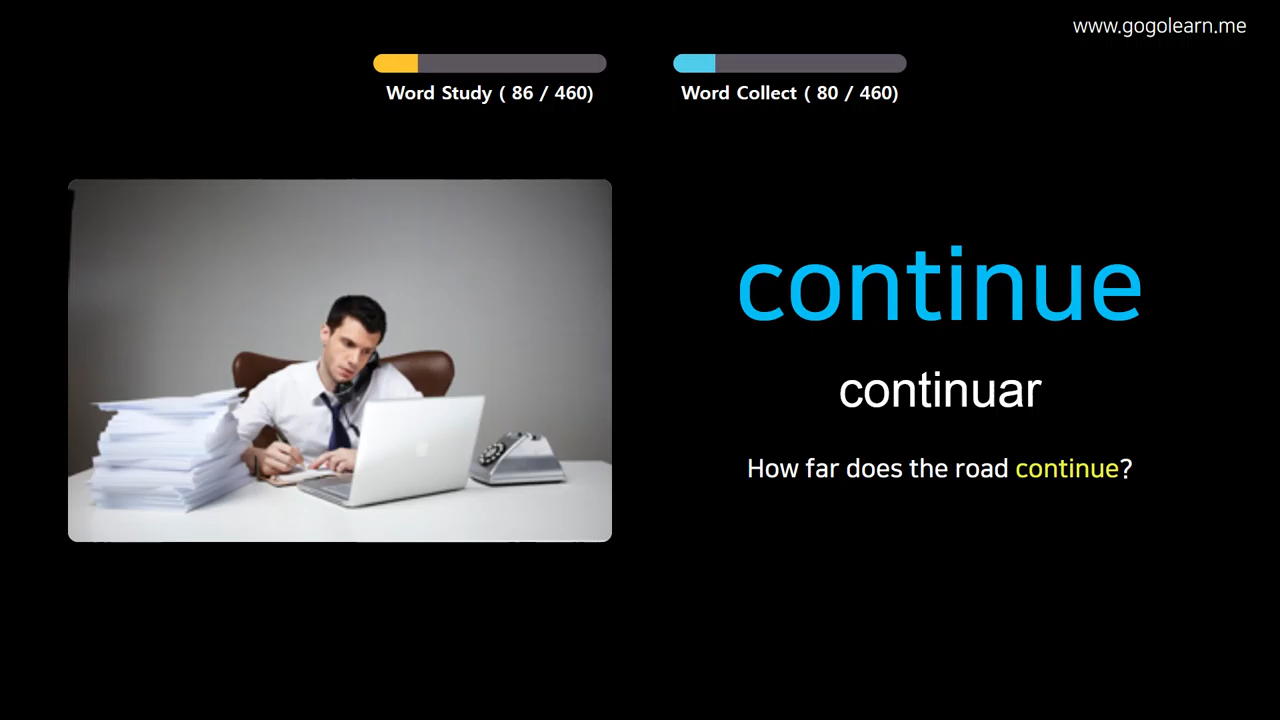 www.gogolearn.me
Word Study ( 86 / 460)
Word Collect ( 80 / 460)
continue
continuar
How far does the road continue?